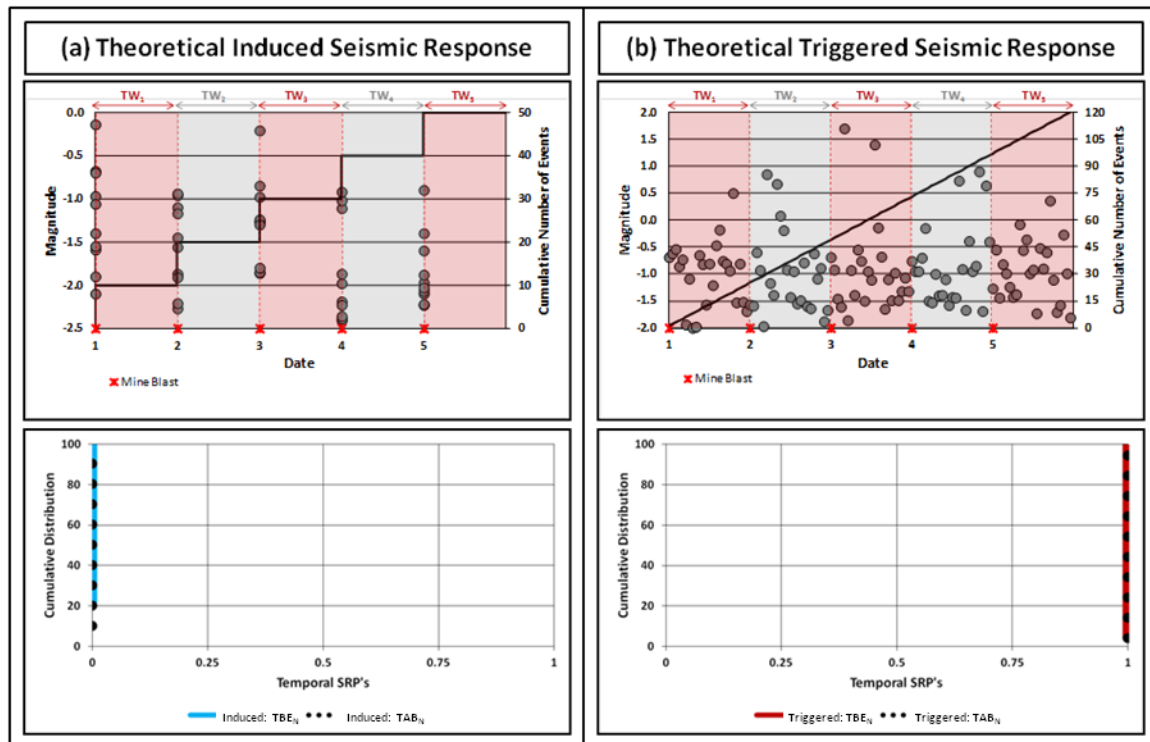 (a) Theoretical Induced Seismic Response
TW₁ TW₂ TW₃ TW₄ TW₅
0.0
-0.5
-1.0
-1.5
-2.0
-2.5
Magnitude
50
40
30
20
10
0
Cumulative Number of Events
1 2 3 4 5
Date
Mine Blast
100
80
60
40
20
0
Cumulative Distribution
0 0.25 0.5 0.75 1
Temporal SRP's
Induced: TBE_N Induced: TAB_N
(b) Theoretical Triggered Seismic Response
TW₁ TW₂ TW₃ TW₄ TW₅
2.0
1.5
1.0
0.5
0.0
-0.5
-1.0
-1.5
-2.0
Magnitude
120
105
90
75
60
45
30
15
0
Cumulative Number of Events
1 2 3 4 5
Date
Mine Blast
100
80
60
40
20
0
Cumulative Distribution
0 0.25 0.5 0.75 1
Temporal SRP's
Triggered: TBE_N Triggered: TAB_N